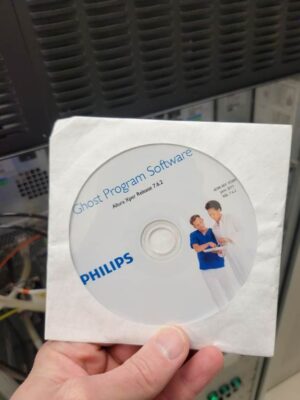 Ghost Program Software
Allura Xper Release 7.6.2
PHILIPS